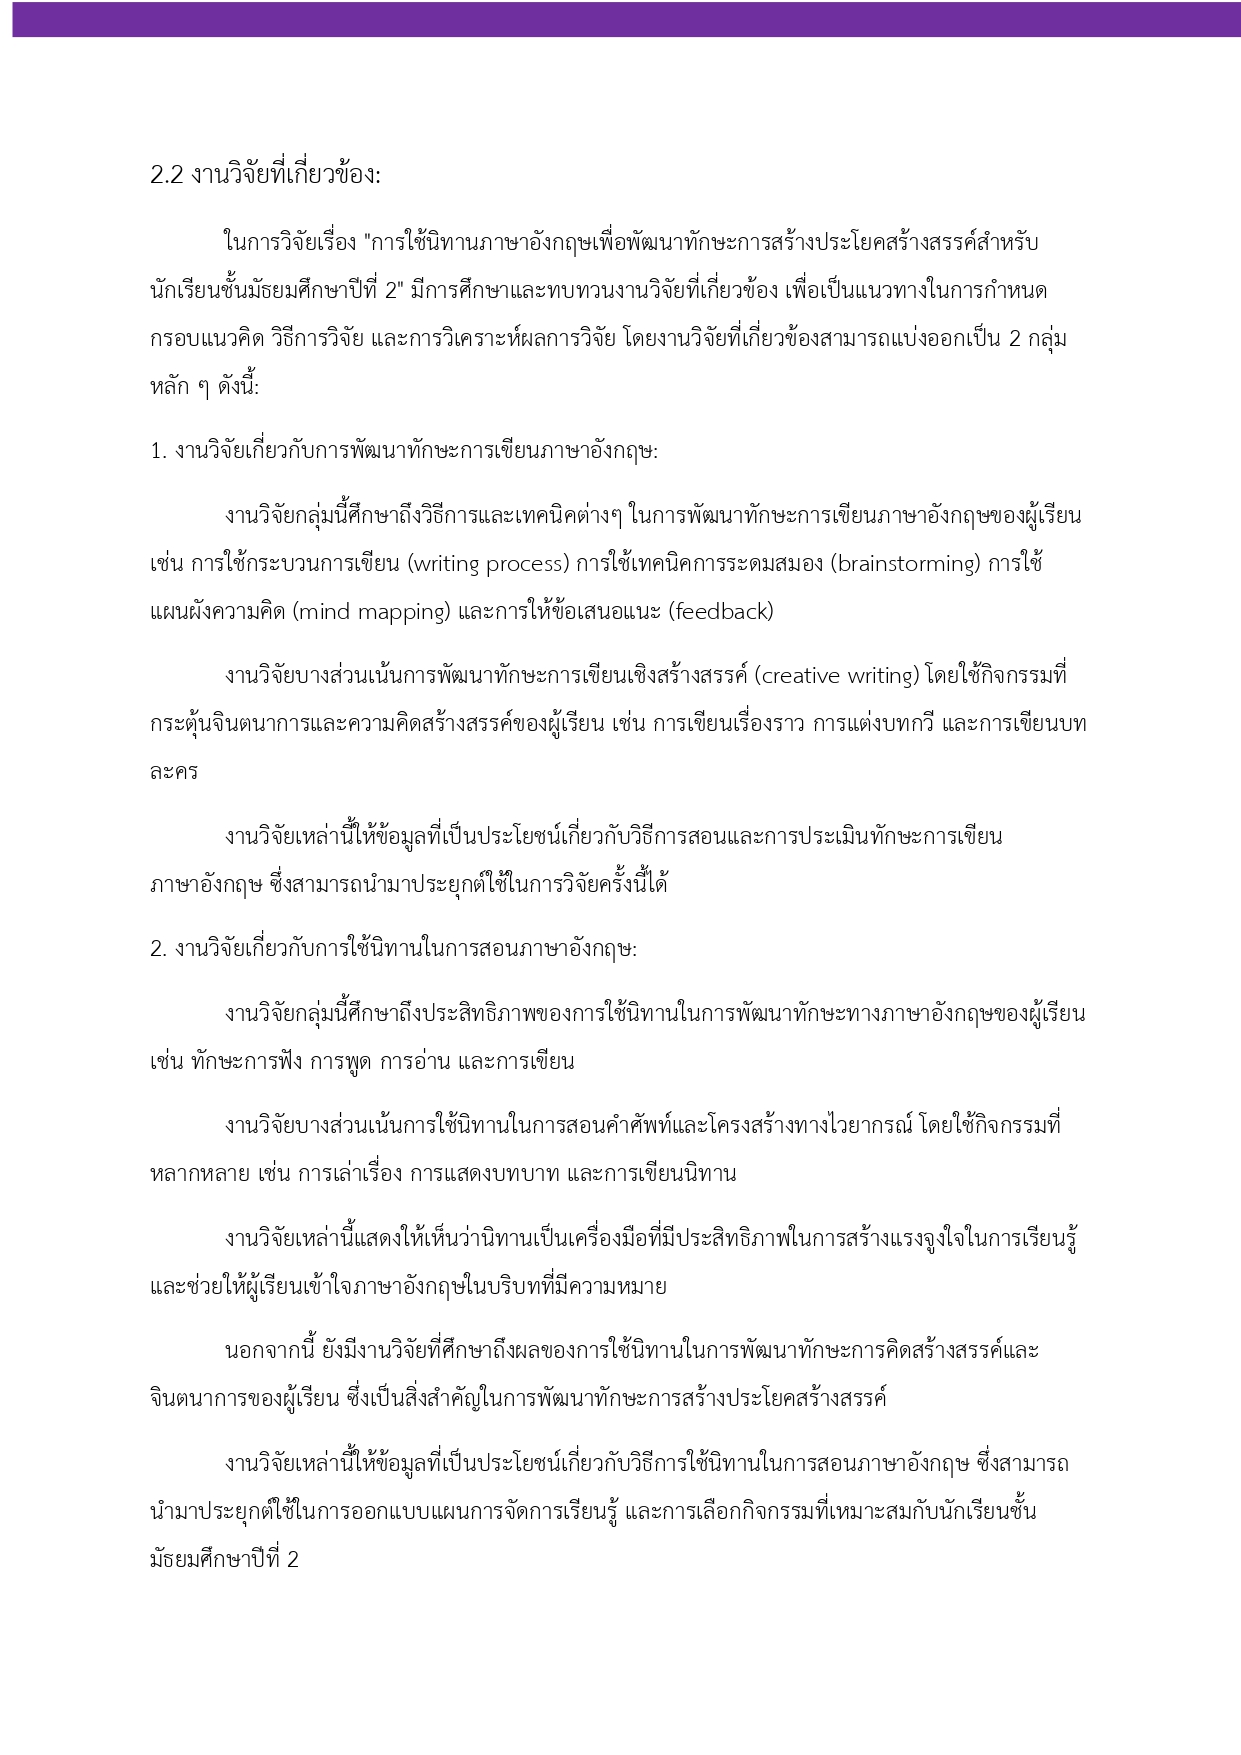 2.2 งานวิจัยที่เกี่ยวข้อง:
ในการวิจัยเรื่อง "การใช้นิทานภาษาอังกฤษเพื่อพัฒนาทักษะการสร้างประโยคสร้างสรรค์สำหรับ
นักเรียนชั้นมัธยมศึกษาปีที่ 2" มีการศึกษาและทบทวนงานวิจัยที่เกี่ยวข้อง เพื่อเป็นแนวทางในการกำหนด
กรอบแนวคิด วิธีการวิจัย และการวิเคราะห์ผลการวิจัย โดยงานวิจัยที่เกี่ยวข้องสามารถแบ่งออกเป็น 2 กลุ่ม
หลัก ๆ ดังนี้:
1. งานวิจัยเกี่ยวกับการพัฒนาทักษะการเขียนภาษาอังกฤษ:
งานวิจัยกลุ่มนี้ศึกษาถึงวิธีการและเทคนิคต่างๆ ในการพัฒนาทักษะการเขียนภาษาอังกฤษของผู้เรียน
เช่น การใช้กระบวนการเขียน (writing process) การใช้เทคนิคการระดมสมอง (brainstorming) การใช้
แผนผังความคิด (mind mapping) และการให้ข้อเสนอแนะ (feedback)
งานวิจัยบางส่วนเน้นการพัฒนาทักษะการเขียนเชิงสร้างสรรค์ (creative writing) โดยใช้กิจกรรมที่
กระตุ้นจินตนาการและความคิดสร้างสรรค์ของผู้เรียน เช่น การเขียนเรื่องราว การแต่งบทกวี และการเขียนบท
ละคร
งานวิจัยเหล่านี้ให้ข้อมูลที่เป็นประโยชน์เกี่ยวกับวิธีการสอนและการประเมินทักษะการเขียน
ภาษาอังกฤษ ซึ่งสามารถนำมาประยุกต์ใช้ในการวิจัยครั้งนี้ได้
2. งานวิจัยเกี่ยวกับการใช้นิทานในการสอนภาษาอังกฤษ:
งานวิจัยกลุ่มนี้ศึกษาถึงประสิทธิภาพของการใช้นิทานในการพัฒนาทักษะทางภาษาอังกฤษของผู้เรียน
เช่น ทักษะการฟัง การพูด การอ่าน และการเขียน
งานวิจัยบางส่วนเน้นการใช้นิทานในการสอนคำศัพท์และโครงสร้างทางไวยากรณ์ โดยใช้กิจกรรมที่
หลากหลาย เช่น การเล่าเรื่อง การแสดงบทบาท และการเขียนนิทาน
งานวิจัยเหล่านี้แสดงให้เห็นว่านิทานเป็นเครื่องมือที่มีประสิทธิภาพในการสร้างแรงจูงใจในการเรียนรู้
และช่วยให้ผู้เรียนเข้าใจภาษาอังกฤษในบริบทที่มีความหมาย
นอกจากนี้ ยังมีงานวิจัยที่ศึกษาถึงผลของการใช้นิทานในการพัฒนาทักษะการคิดสร้างสรรค์และ
จินตนาการของผู้เรียน ซึ่งเป็นสิ่งสำคัญในการพัฒนาทักษะการสร้างประโยคสร้างสรรค์
งานวิจัยเหล่านี้ให้ข้อมูลที่เป็นประโยชน์เกี่ยวกับวิธีการใช้นิทานในการสอนภาษาอังกฤษ ซึ่งสามารถ
นำมาประยุกต์ใช้ในการออกแบบแผนการจัดการเรียนรู้ และการเลือกกิจกรรมที่เหมาะสมกับนักเรียนชั้น
มัธยมศึกษาปีที่ 2